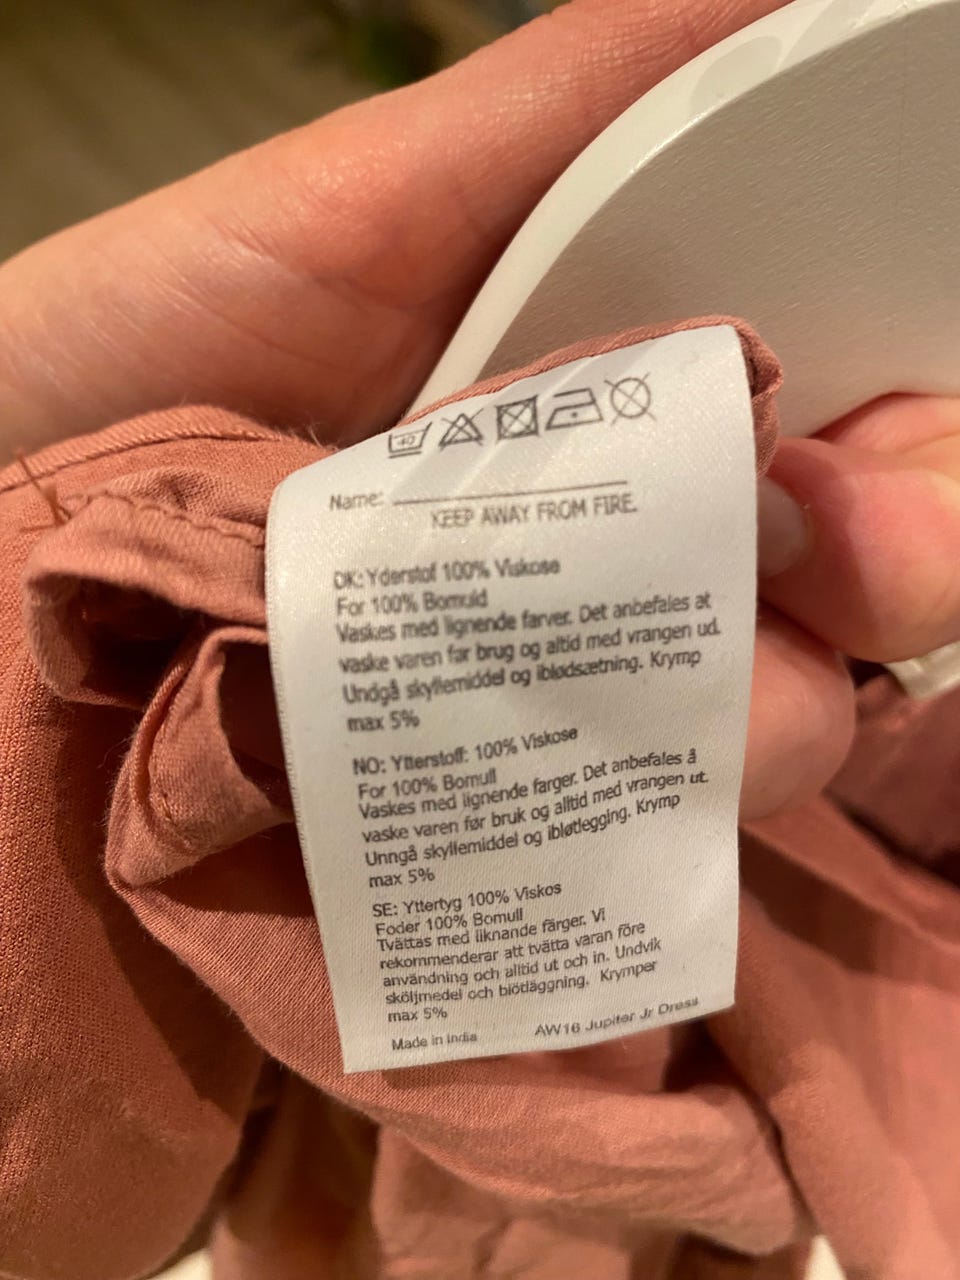 40
Name:
KEEP AWAY FROM FIRE.
DK: Yderstof 100% Viskose
For 100% Bomuld
Vaskes med lignende farver. Det anbefales at
vaske varen før brug og altid med vrangen ud.
Undgå skyllemiddel og iblødsætning. Krymp
max 5%
NO: Ytterstoff: 100% Viskose
For 100% Bomull
Vaskes med lignende farger. Det anbefales å
vaske varen før bruk og alltid med vrangen ut.
Unngå skyllemiddel og ibløtlegging. Krymp
max 5%
SE: Yttertyg 100% Viskos
Foder 100% Bomull
Tvättas med liknande färger. Vi
rekommenderar att tvätta varan före
användning och alltid ut och in. Undvik
sköljmedel och blötläggning. Krymper
max 5%
Made in India
AW16 Jupiter Jr Dress